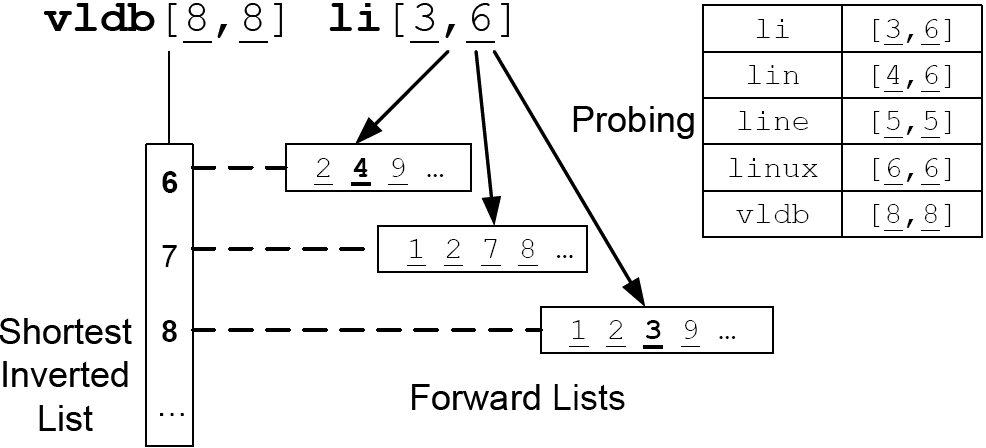 vldb[8,8] li[3,6]
li [3,6]
lin [4,6]
line [5,5]
linux [6,6]
vldb [8,8]
Probing
6
2 4 9 ...
7
1 2 7 8 ...
8
1 2 3 9 ...
...
Shortest
Inverted
List
Forward Lists